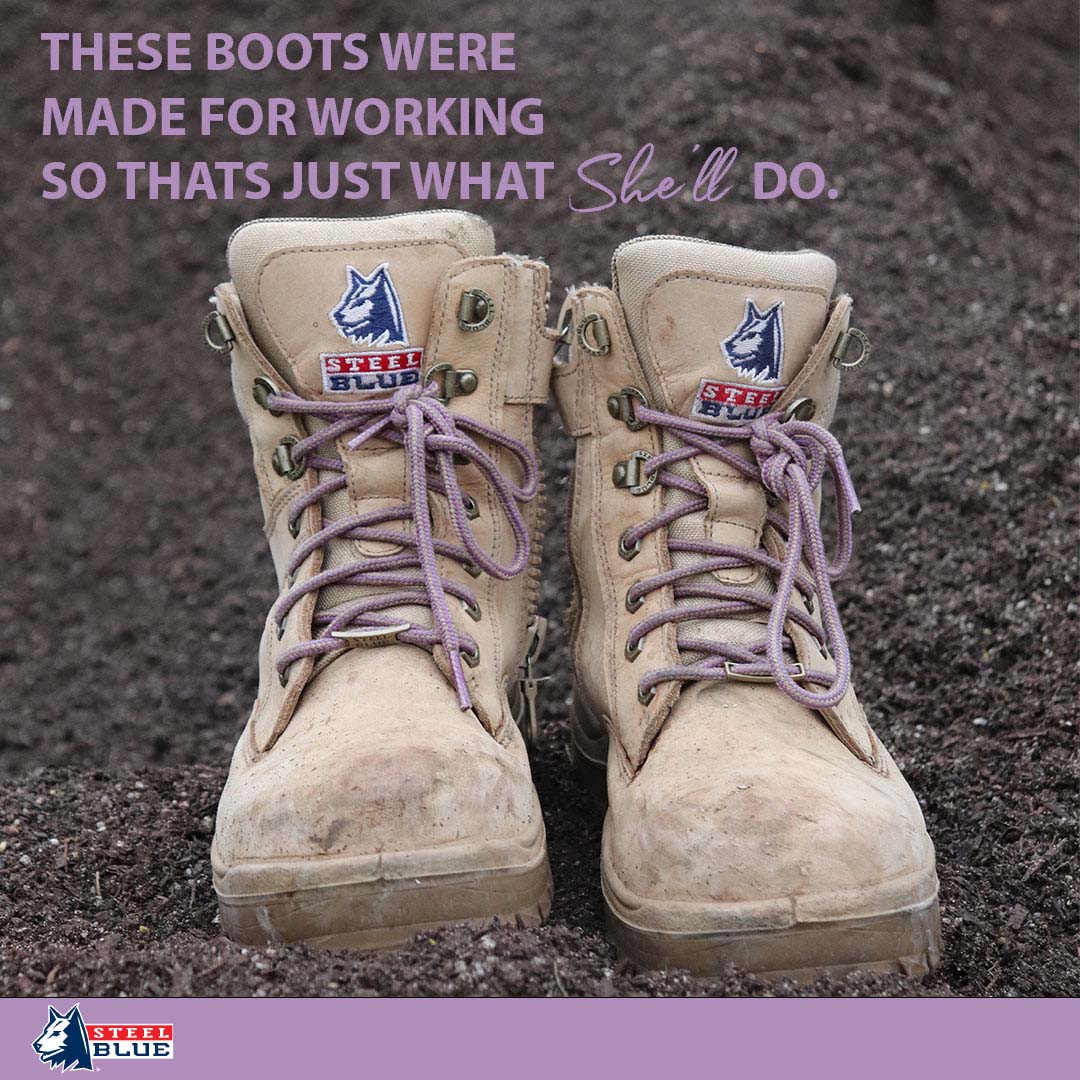 THESE BOOTS WERE
MADE FOR WORKING
SO THATS JUST WHAT She'll DO.
STEEL
BLUE
STEEL
BLUE
STEEL
BLUE